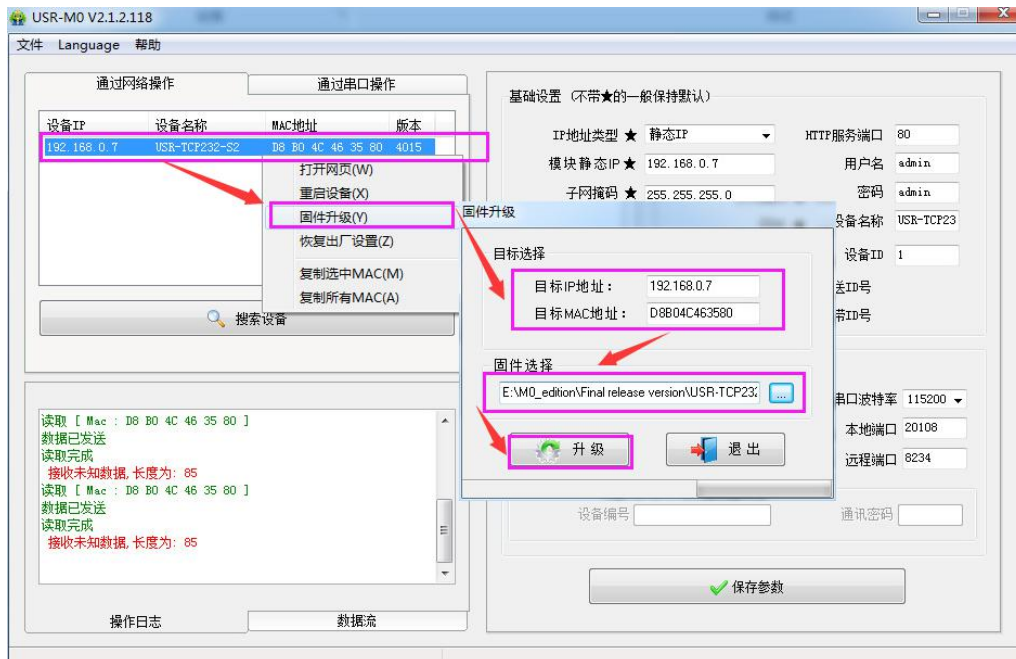 USR-M0 V2.1.2.118
文件 Language 帮助
通过网络操作 通过串口操作
设备IP 设备名称 MAC地址 版本
192.168.0.7 USR-TCP232-S2 D8 B0 4C 46 35 80 4015
打开网页(W)
重启设备(X)
固件升级(Y)
恢复出厂设置(Z)
复制选中MAC(M)
复制所有MAC(A)
搜索设备
读取 [ Mac : D8 B0 4C 46 35 80 ]
数据已发送
读取完成
接收未知数据,长度为: 85
读取 [ Mac : D8 B0 4C 46 35 80 ]
数据已发送
读取完成
接收未知数据,长度为: 85
操作日志 数据流
基础设置 (不带★的一般保持默认)
IP地址类型 ★ 静态IP HTTP服务端口 80
模块静态IP★ 192.168.0.7 用户名 admin
子网掩码 ★ 255.255.255.0 密码 admin
设备名称 USR-TCP23
设备ID 1
送ID号
带ID号
固件升级
目标选择
目标IP地址: 192.168.0.7
目标MAC地址: D8B04C463580
固件选择
E:\M0_edition\Final release version\USR-TCP232 ...
升级 退出
串口波特率 115200
本地端口 20108
远程端口 8234
设备编号 通讯密码
保存参数